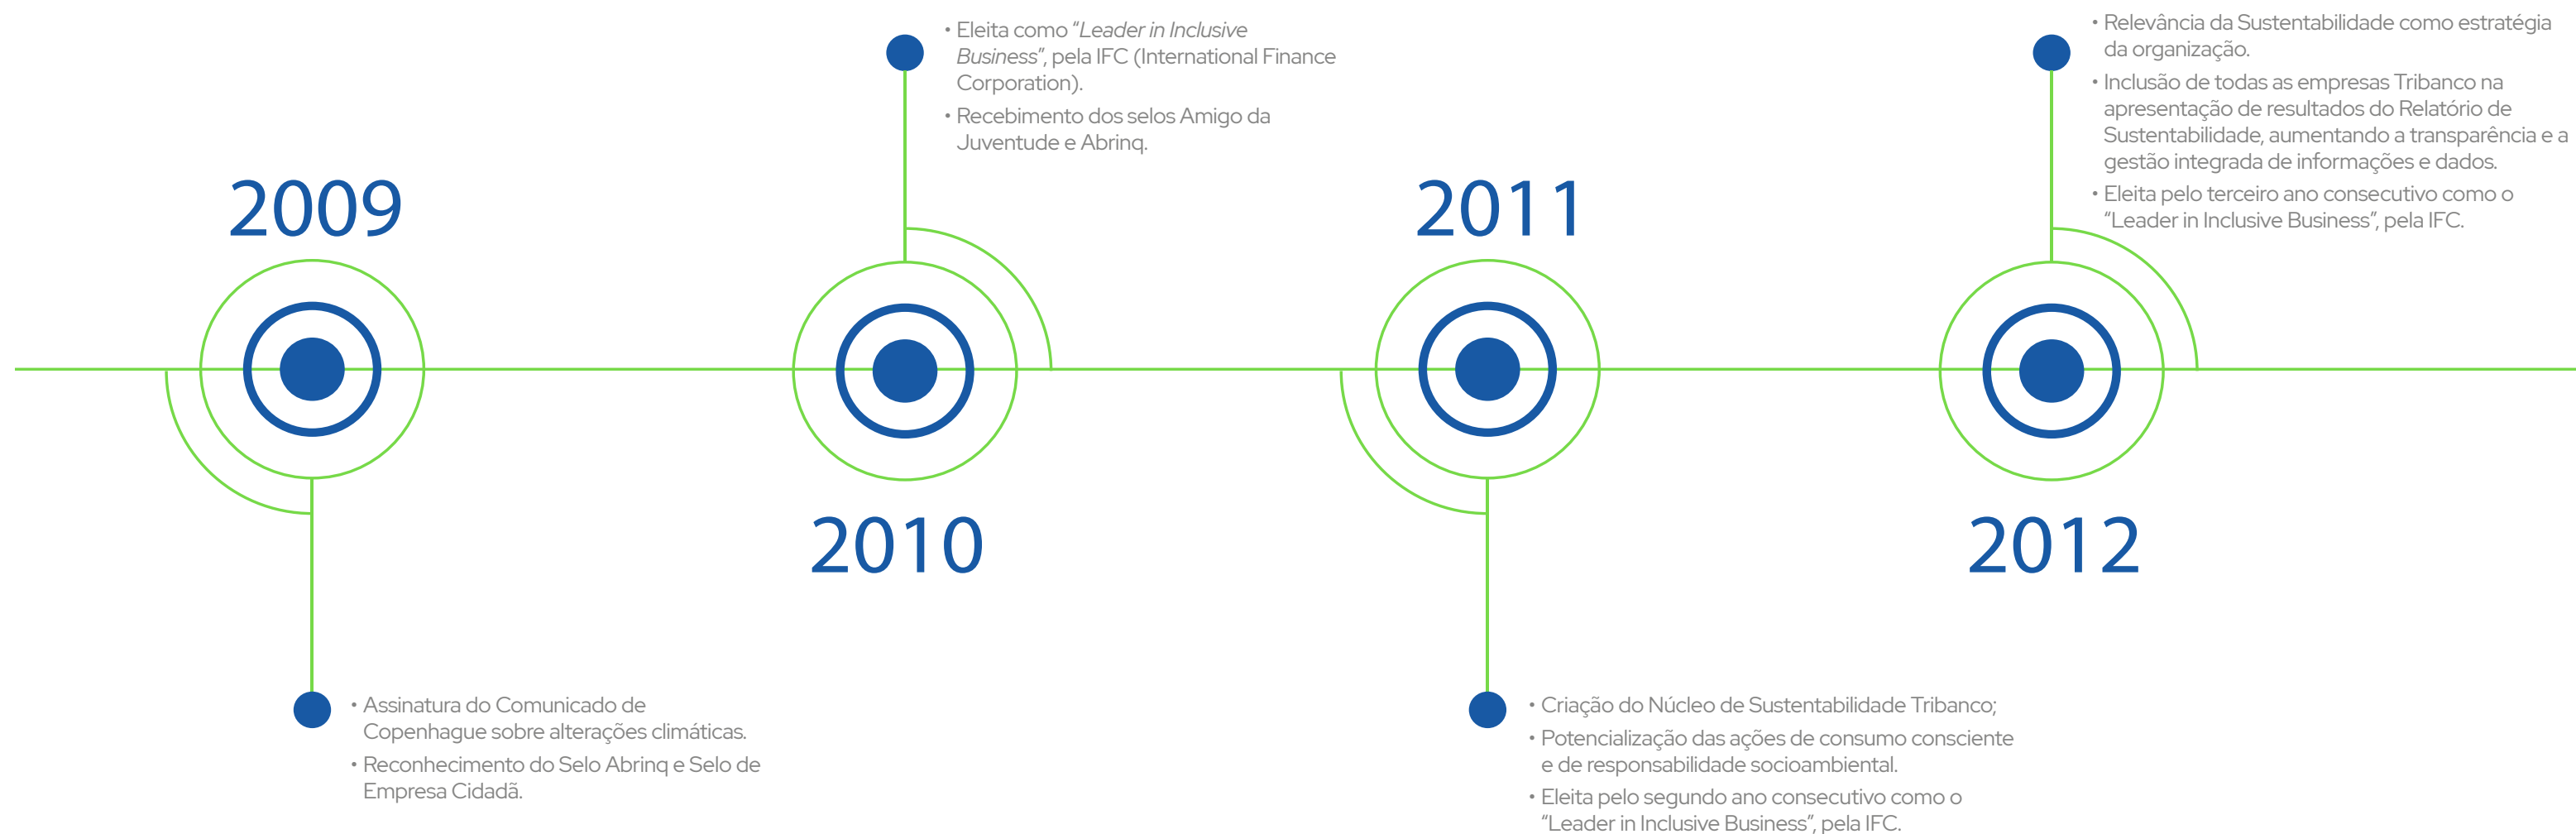 2009
• Assinatura do Comunicado de
Copenhague sobre alterações climáticas.
• Reconhecimento do Selo Abrinq e Selo de
Empresa Cidadã.
• Eleita como “Leader in Inclusive
Business”, pela IFC (International Finance
Corporation).
• Recebimento dos selos Amigo da
Juventude e Abrinq.
2010
2011
• Criação do Núcleo de Sustentabilidade Tribanco;
• Potencialização das ações de consumo consciente
e de responsabilidade socioambiental.
• Eleita pelo segundo ano consecutivo como o
“Leader in Inclusive Business”, pela IFC.
• Relevância da Sustentabilidade como estratégia
da organização.
• Inclusão de todas as empresas Tribanco na
apresentação de resultados do Relatório de
Sustentabilidade, aumentando a transparência e a
gestão integrada de informações e dados.
• Eleita pelo terceiro ano consecutivo como o
“Leader in Inclusive Business”, pela IFC.
2012